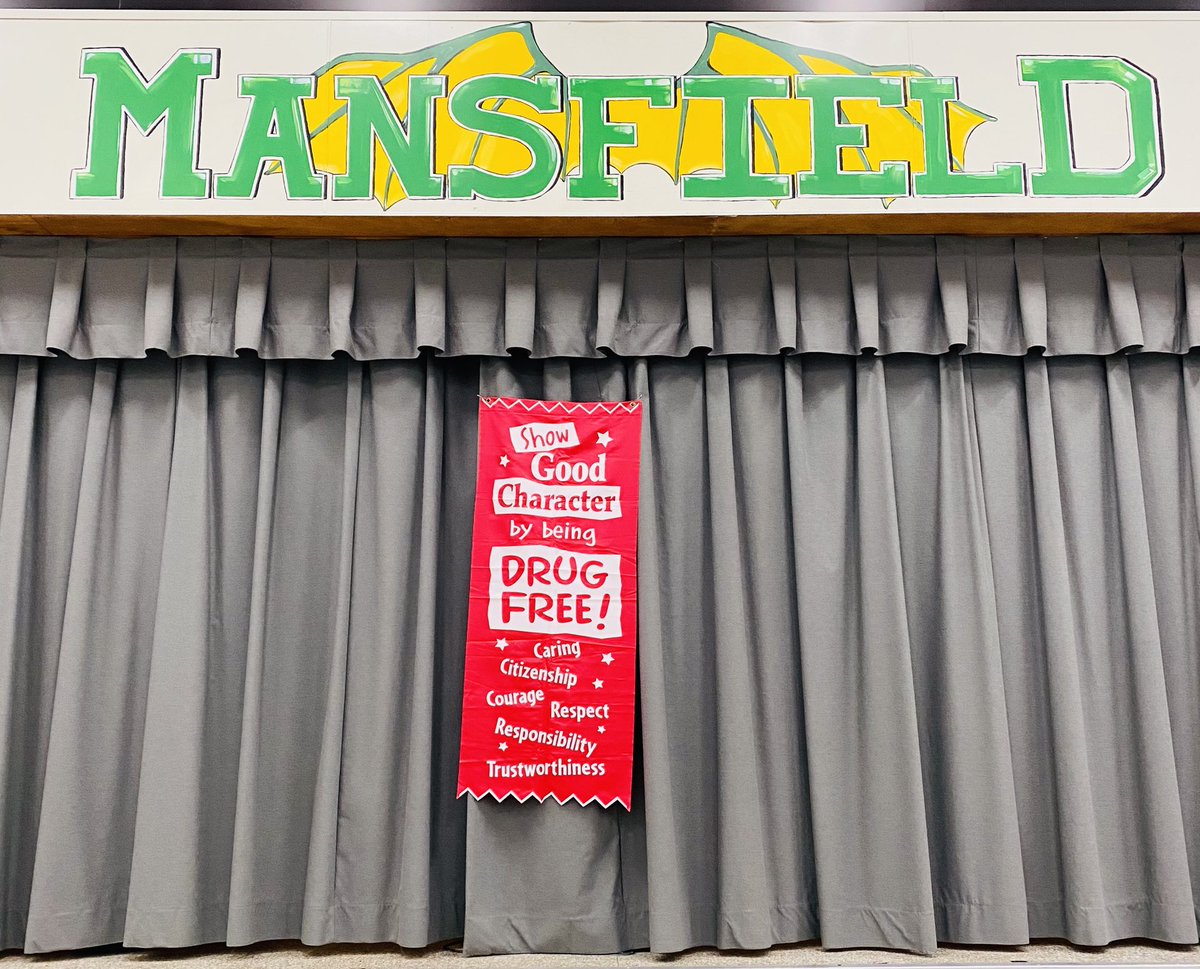 MANSFIELD
Show
Good
Character
by being
DRUG
FREE!
Caring
Citizenship
Courage
Respect
Responsibility
Trustworthiness